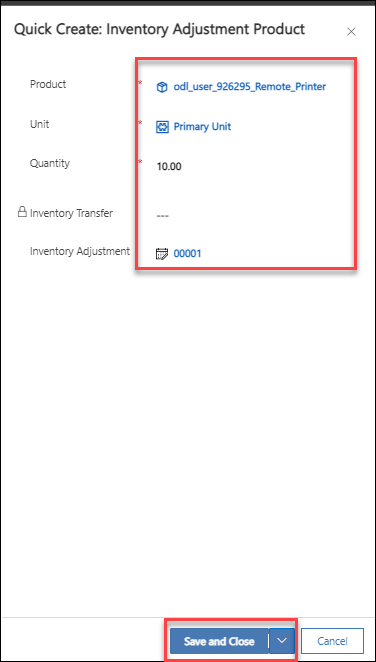 Quick Create: Inventory Adjustment Product
Product * odl_user_926295_Remote_Printer
Unit * Primary Unit
Quantity * 10.00
Inventory Transfer ---
Inventory Adjustment 00001
Save and Close Cancel